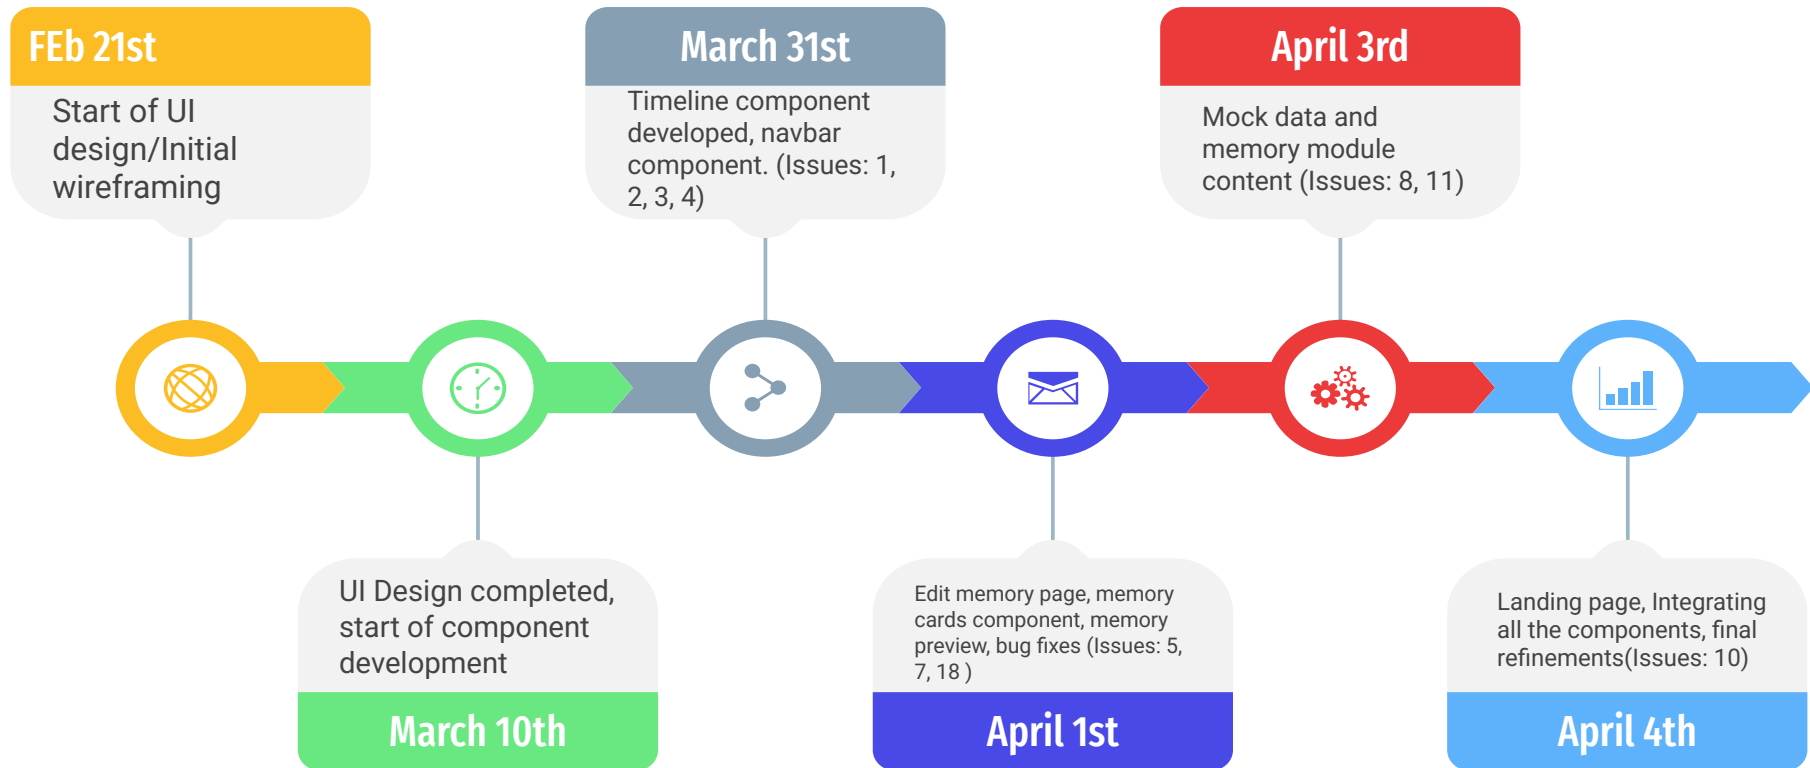 FEb 21st
Start of UI
design/Initial
wireframing
March 31st
Timeline component
developed, navbar
component. (Issues: 1,
2, 3, 4)
April 3rd
Mock data and
memory module
content (Issues: 8, 11)
UI Design completed,
start of component
development
March 10th
Edit memory page, memory
cards component, memory
preview, bug fixes (Issues: 5,
7, 18 )
April 1st
Landing page, Integrating
all the components, final
refinements(Issues: 10)
April 4th